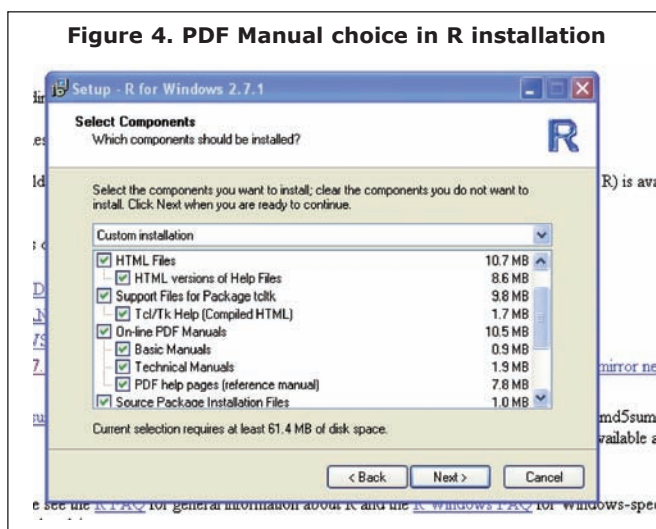 Figure 4. PDF Manual choice in R installation
Setup - R for Windows 2.7.1
Select Components
Which components should be installed?
R
R) is ava
Select the components you want to install; clear the components you do not want to
install. Click Next when you are ready to continue.
Custom installation
HTML Files 10.7 MB
HTML versions of Help Files 8.6 MB
Support Files for Package tcltk 9.8 MB
Tcl/Tk Help (Compiled HTML) 1.7 MB
On-line PDF Manuals 10.5 MB
Basic Manuals 0.9 MB
Technical Manuals 1.9 MB
mirror ne
PDF help pages (reference manual) 7.8 MB
Source Package Installation Files 1.0 MB
md5sum
Current selection requires at least 61.4 MB of disk space.
vailable a
< Back Next > Cancel
e see the R FAQ for general information about R and the R Windows FAQ for Windows-spec